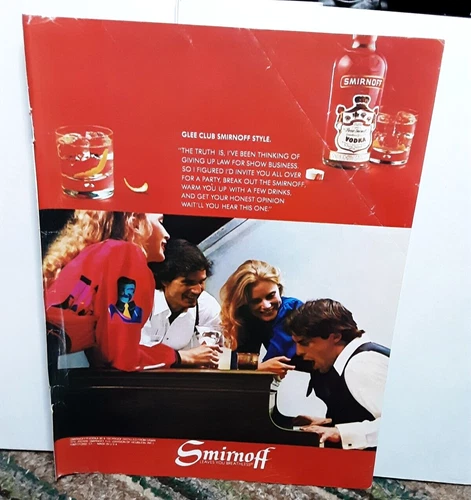 SMIRNOFF
VODKA
GLEE CLUB SMIRNOFF STYLE.
"THE TRUTH IS, I'VE BEEN THINKING OF
GIVING UP LAW FOR SHOW BUSINESS
SO I FIGURED I'D INVITE YOU ALL OVER
FOR A PARTY, BREAK OUT THE SMIRNOFF,
WARM YOU UP WITH A FEW DRINKS,
AND GET YOUR HONEST OPINION
WAIT'LL YOU HEAR THIS ONE."
Smirnoff
LEAVES YOU BREATHLESS®